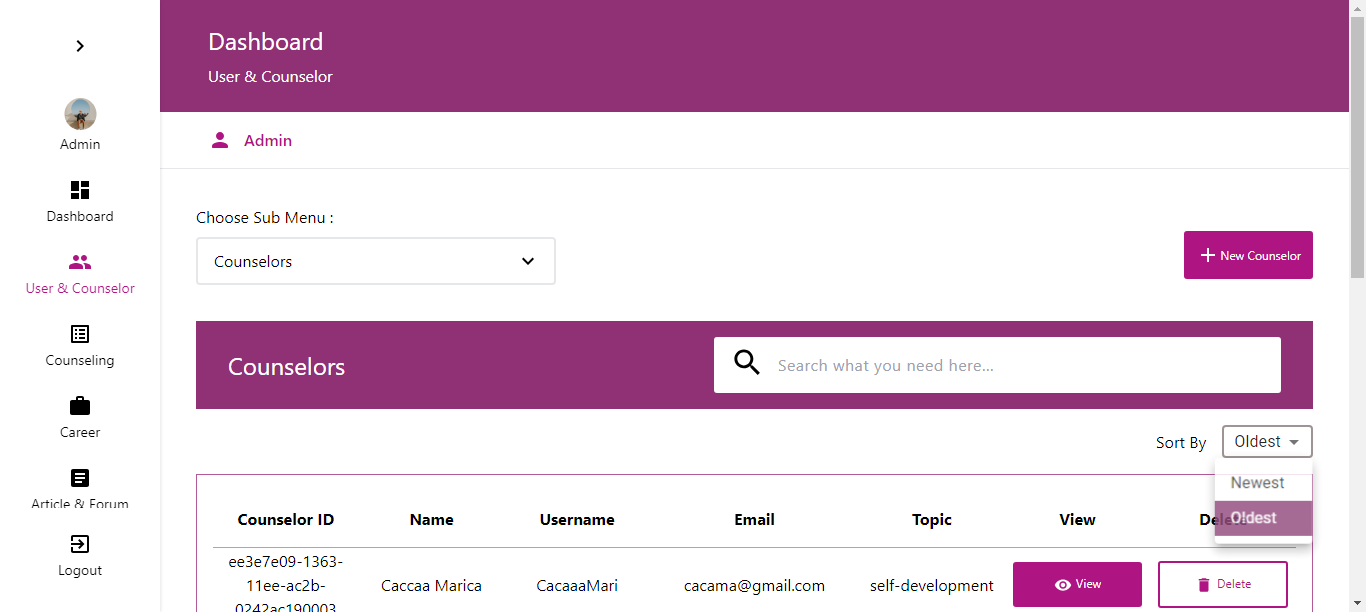 Dashboard
User & Counselor
Admin
Admin
Dashboard
User & Counselor
Counseling
Career
Article & Forum
Logout
Choose Sub Menu :
Counselors
New Counselor
Counselors
Search what you need here...
Sort By
Oldest
Newest
Oldest
Counselor ID Name Username Email Topic View Delete
ee3e7e09-1363-
11ee-ac2b-
0242ac190003
Caccaa Marica CacaaaMari cacama@gmail.com self-development View Delete